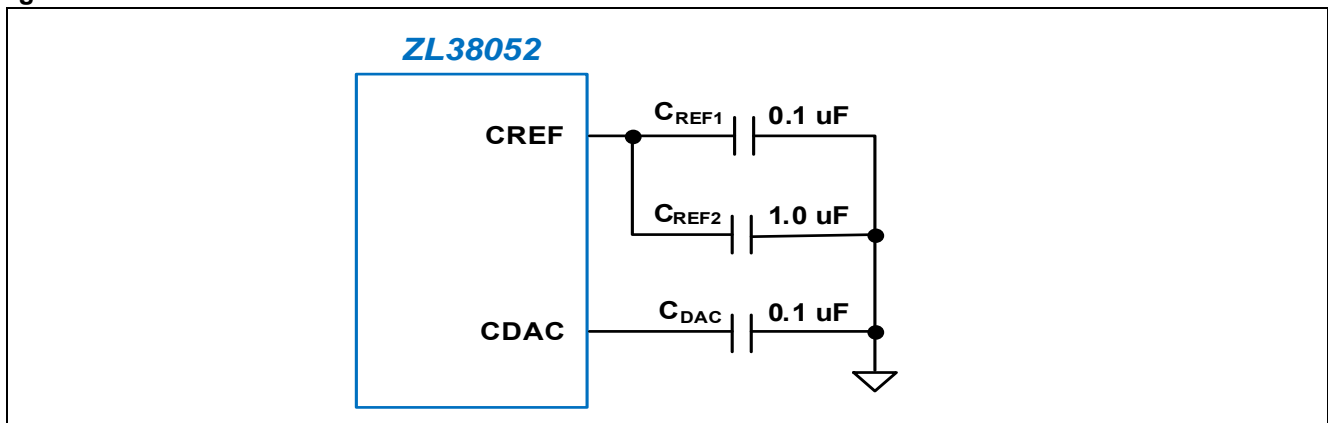 ZL38052
CREF
CREF1 0.1 uF
CREF2 1.0 uF
CDAC
CDAC 0.1 uF